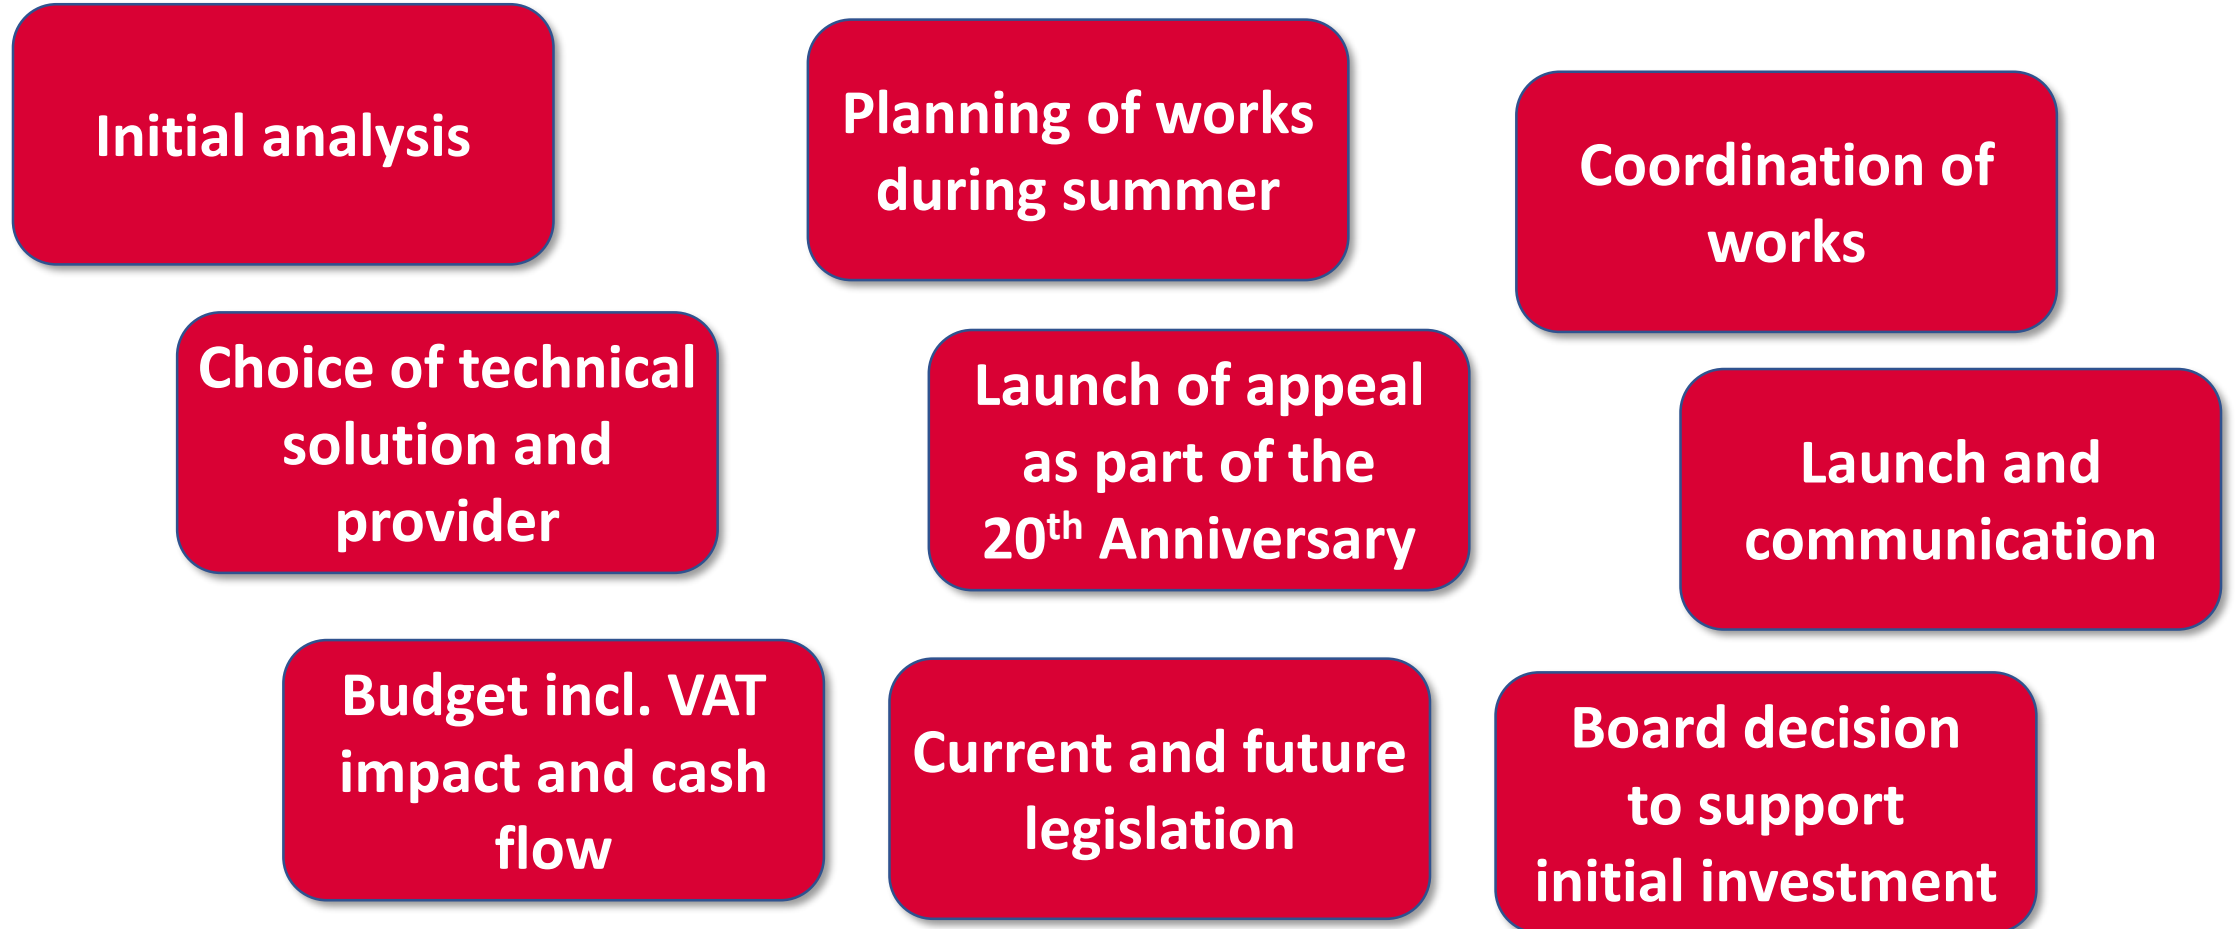 Initial analysis
Planning of works
during summer
Coordination of
works
Choice of technical
solution and
provider
Launch of appeal
as part of the
20th Anniversary
Launch and
communication
Budget incl. VAT
impact and cash
flow
Current and future
legislation
Board decision
to support
initial investment